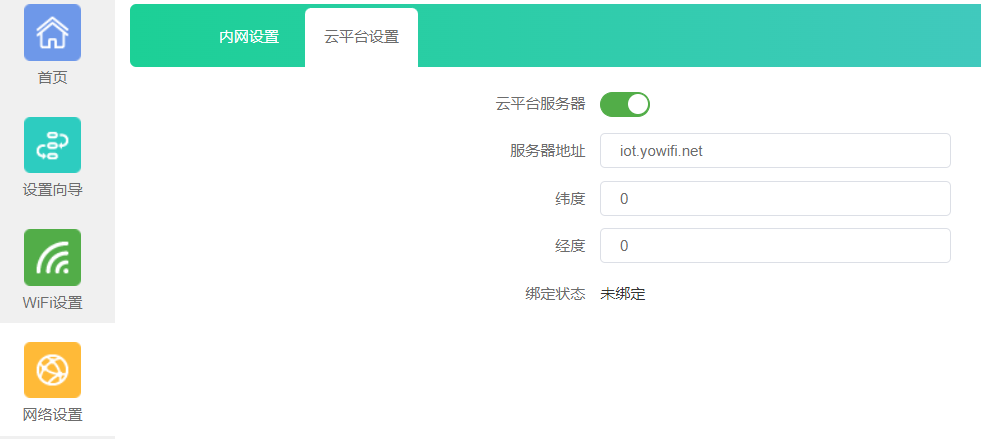 首页
设置向导
WiFi设置
网络设置
内网设置
云平台设置
云平台服务器
服务器地址 iot.yowifi.net
纬度 0
经度 0
绑定状态 未绑定